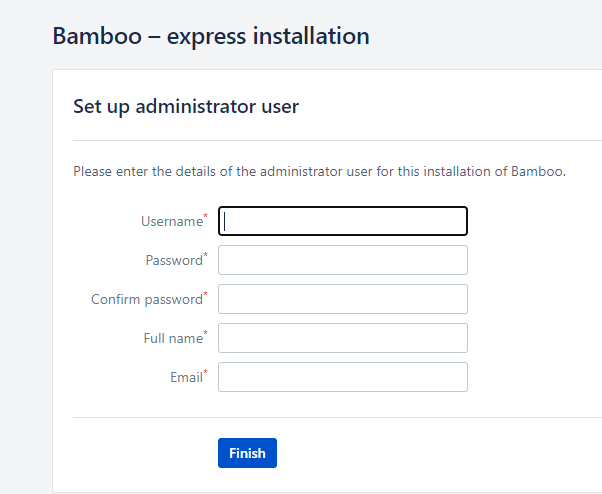 Bamboo – express installation
Set up administrator user
Please enter the details of the administrator user for this installation of Bamboo.
Username*
Password*
Confirm password*
Full name*
Email*
Finish